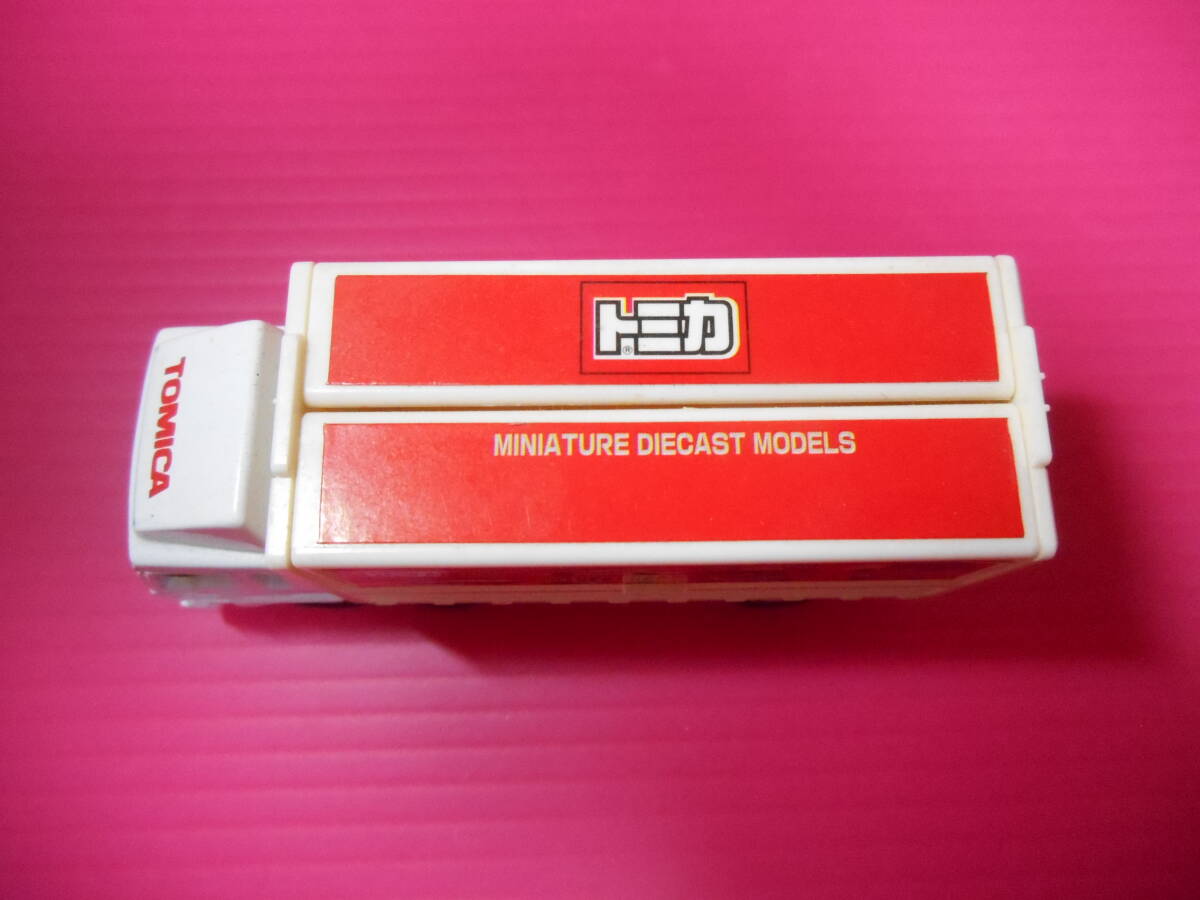 TOMICA
トミカ®
MINIATURE DIECAST MODELS